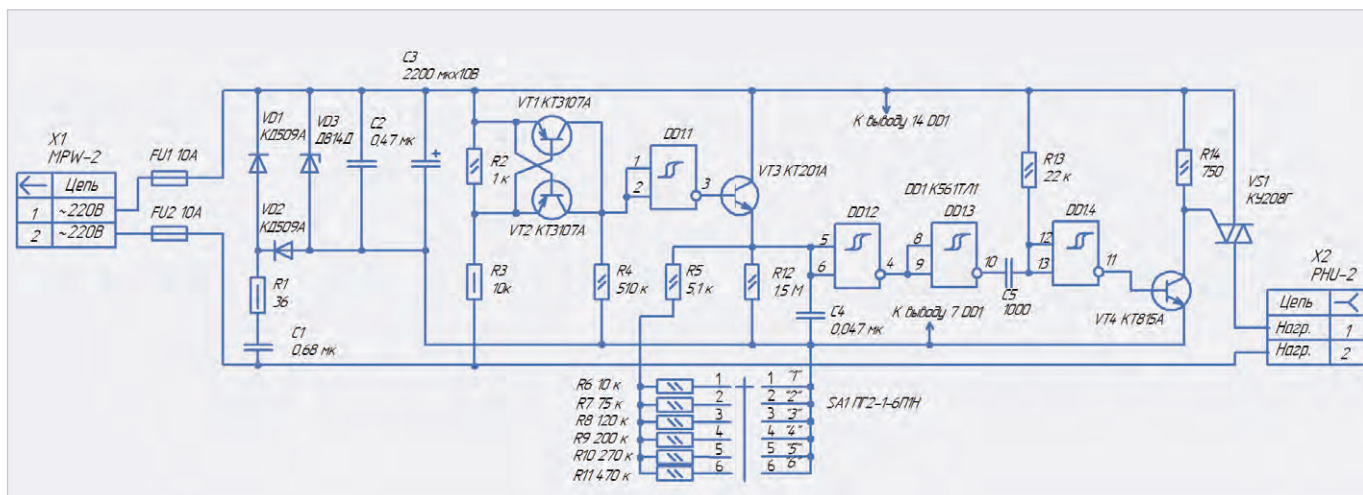 C3
2200 мкх10В
VD1
КД509А
VD3
Д814Д
C2
0,47 мк
+
VT1 КТ3107А
К выводу 14 DD1
X1
MPW-2
Цепь
1 ~220В
2 ~220В
FU1 10А
FU2 10А
VD2
КД509А
R1
36
C1
0,68 мк
R2
1 к
VT2 КТ3107А
R3
10к
R4
510 к
DD1.1
1
2
3
VT3 КТ201А
R5
5,1 к
R12
1,5 М
DD1 К561ТЛ1
DD1.2
5
6
4
DD1.3
8
9
10
C4
0,047 мк
К выводу 7 DD1
C5
1000
R13
22 к
DD1.4
12
13
11
R14
750
VS1
КУ208Г
VT4 КТ815А
X2
PHU-2
Цепь
Нагр. 1
Нагр. 2
R6 10 к 1 1 "1"
R7 75 к 2 2 "2"
R8 120 к 3 3 "3"
R9 200 к 4 4 "4"
R10 270 к 5 5 "5"
R11 470 к 6 6 "6"
SA1 ПГ2-1-6П1Н